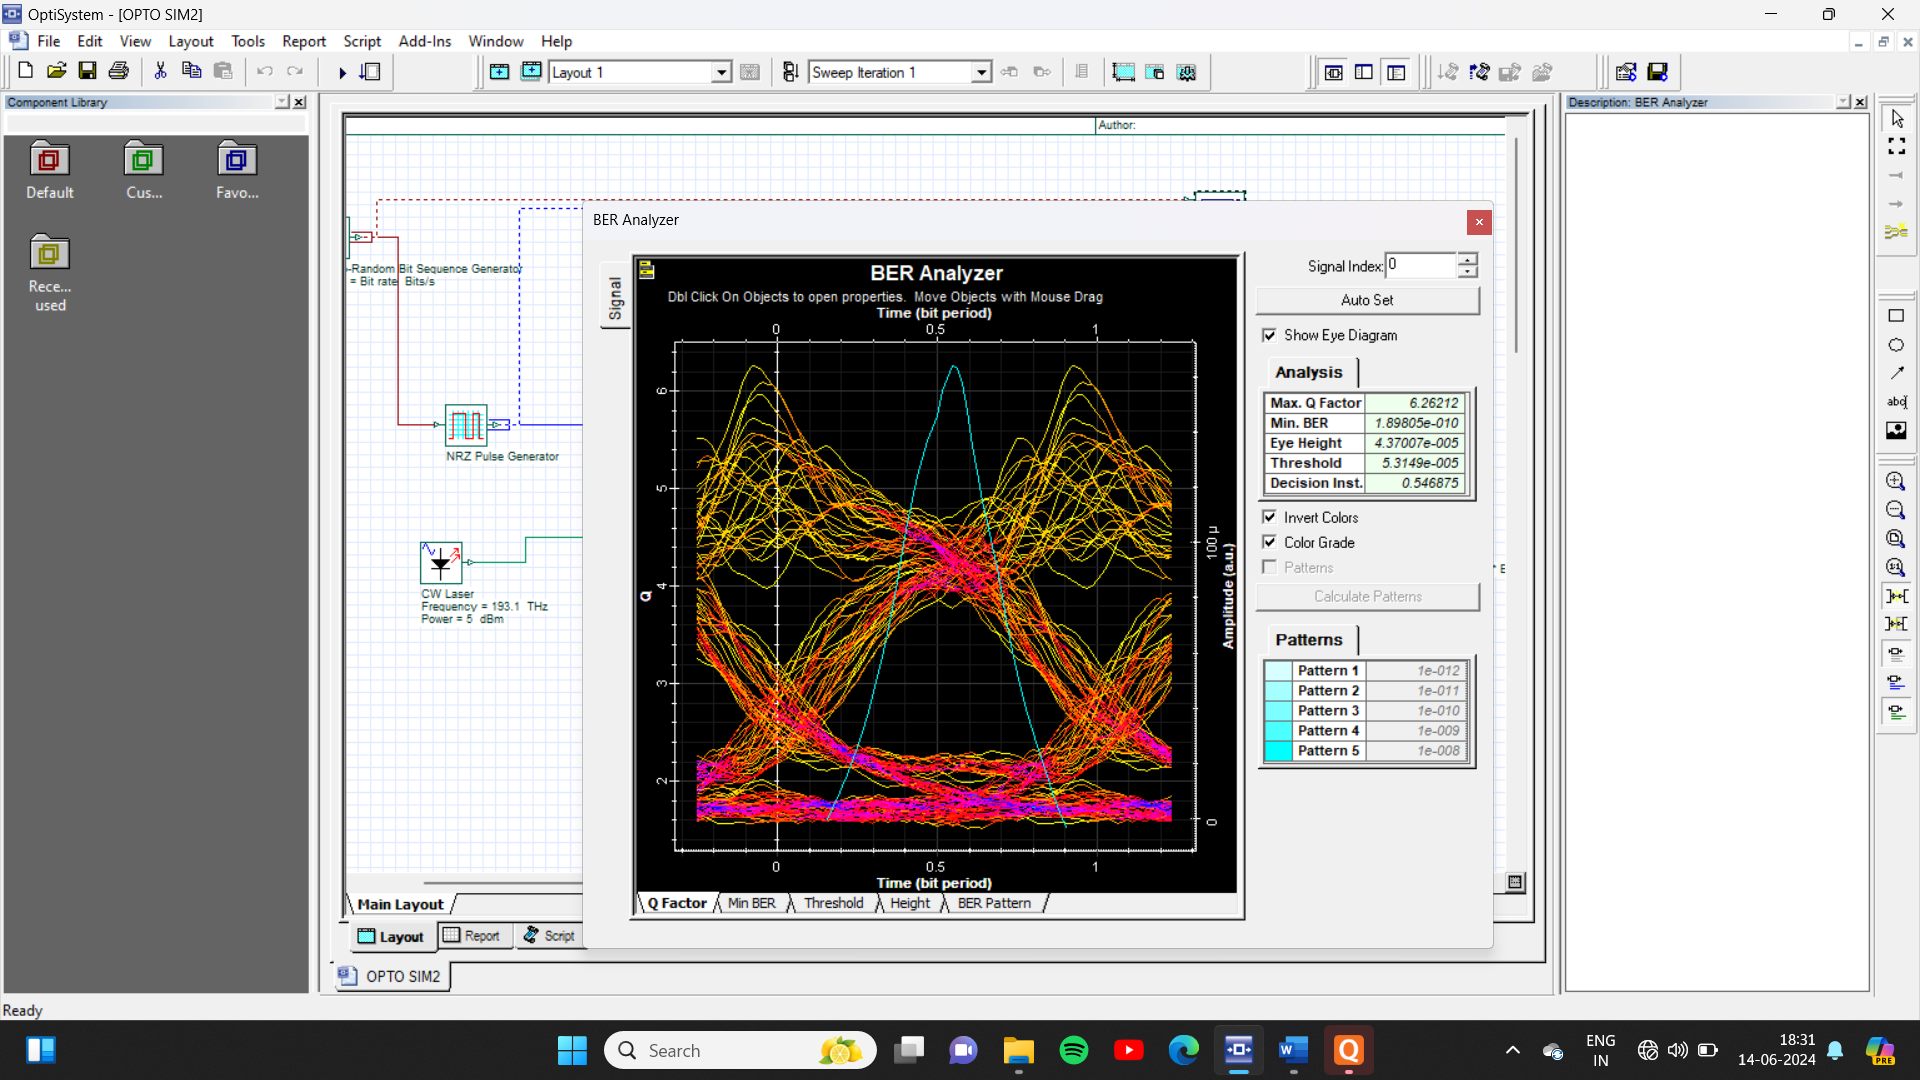 OptiSystem - [OPTO SIM2]
File Edit View Layout Tools Report Script Add-Ins Window Help
Layout 1
Sweep Iteration 1
Component Library
Default
Cus...
Favo...
Rece...
used
Author:
-Random Bit Sequence Generator
= Bit rate Bits/s
NRZ Pulse Generator
CW Laser
Frequency = 193.1 THz
Power = 5 dBm
BER Analyzer
Signal
BER Analyzer
Dbl Click On Objects to open properties. Move Objects with Mouse Drag
Time (bit period)
0 0.5 1
6
5
4
3
2
Q
100 µ
0
Amplitude (a.u.)
0 0.5 1
Time (bit period)
Q Factor Min BER Threshold Height BER Pattern
Signal Index: 0
Auto Set
Show Eye Diagram
Analysis
Max. Q Factor 6.26212
Min. BER 1.89805e-010
Eye Height 4.37007e-005
Threshold 5.3149e-005
Decision Inst. 0.546875
Invert Colors
Color Grade
Patterns
Calculate Patterns
Patterns
Pattern 1 1e-012
Pattern 2 1e-011
Pattern 3 1e-010
Pattern 4 1e-009
Pattern 5 1e-008
Description: BER Analyzer
abc
Main Layout
Layout Report Script
OPTO SIM2
Ready
Search
ENG
IN
18:31
14-06-2024
PRE